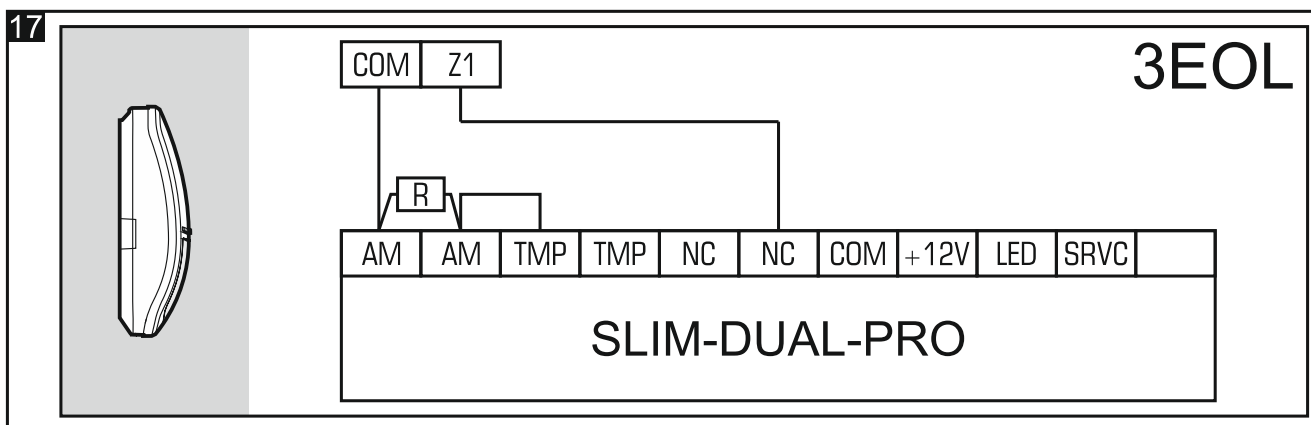 17
3EOL
COM Z1
R
AM AM TMP TMP NC NC COM +12V LED SRVC
SLIM-DUAL-PRO